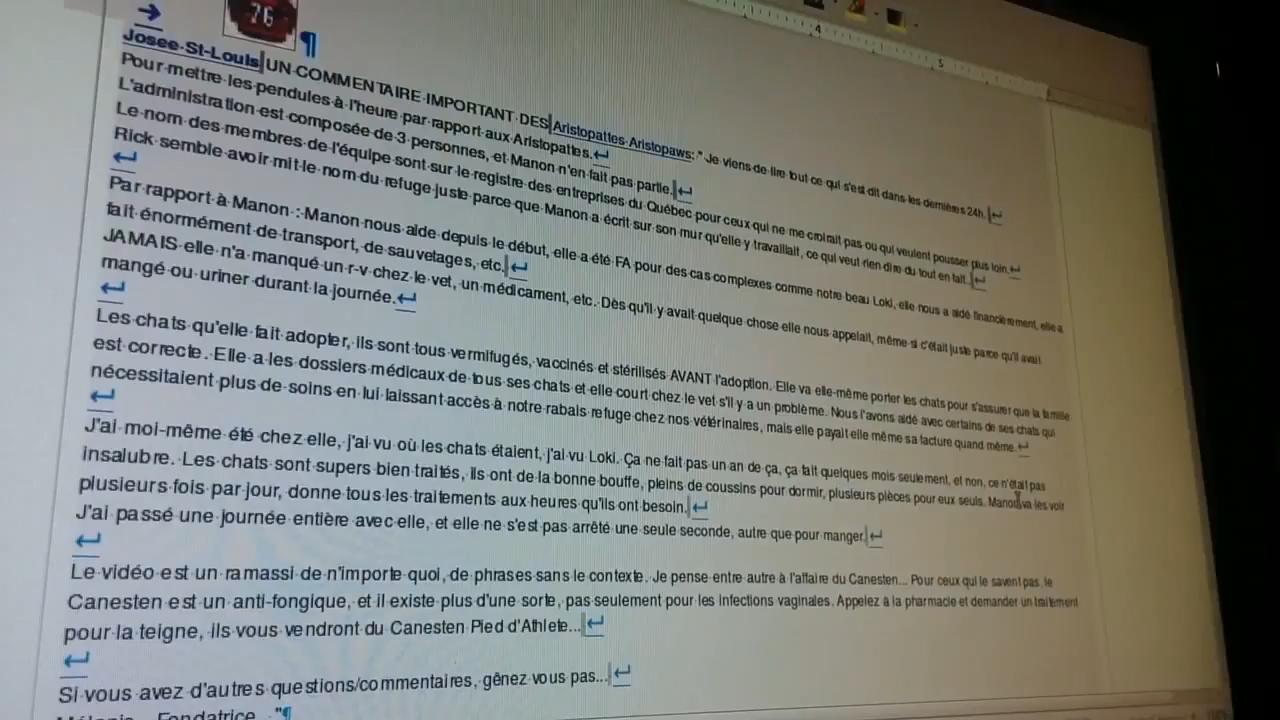 76
4
5
Josee-St-Louis UN COMMENTAIRE IMPORTANT DES Aristopattes Aristopaws: " Je viens de lire tout ce qui s'est dit dans les dernières 24h.
Pour mettre les pendules à l'heure par rapport aux Aristopattes.
L'administration est composée de 3 personnes, et Manon n'en fait pas partie.
Le nom des membres de l'équipe sont sur le registre des entreprises du Québec pour ceux qui ne me croirait pas ou qui veulent pousser plus loin.
Rick semble avoir mit le nom du refuge juste parce que Manon a écrit sur son mur qu'elle y travaillait, ce qui veut rien dire du tout en fait.
Par rapport à Manon : Manon nous aide depuis le début, elle a été FA pour des cas complexes comme notre beau Loki, elle nous a aidé financièrement, elle a
fait énormément de transport, de sauvetages, etc.
JAMAIS elle n'a manqué un r-v chez le vet, un médicament, etc. Dès qu'il y avait quelque chose elle nous appelait, même si c'était juste parce qu'il avait
mangé ou uriner durant la journée.
Les chats qu'elle fait adopter, ils sont tous vermifugés, vaccinés et stérilisés AVANT l'adoption. Elle va elle-même porter les chats pour s'assurer que la famille
est correcte. Elle a les dossiers médicaux de tous ses chats et elle court chez le vet s'il y a un problème. Nous l'avons aidé avec certains de ses chats qui
nécessitaient plus de soins en lui laissant accès à notre rabais refuge chez nos vétérinaires, mais elle payait elle même sa facture quand même.
J'ai moi-même été chez elle, j'ai vu où les chats étaient, j'ai vu Loki. Ça ne fait pas un an de ça, ça fait quelques mois seulement, et non, ce n'était pas
insalubre. Les chats sont supers bien traités, ils ont de la bonne bouffe, pleins de coussins pour dormir, plusieurs pièces pour eux seuls. Manon va les voir
plusieurs fois par jour, donne tous les traitements aux heures qu'ils ont besoin.
J'ai passé une journée entière avec elle, et elle ne s'est pas arrêté une seule seconde, autre que pour manger.
Le vidéo est un ramassi de n'importe quoi, de phrases sans le contexte. Je pense entre autre à l'affaire du Canesten... Pour ceux qui le savent pas, le
Canesten est un anti-fongique, et il existe plus d'une sorte, pas seulement pour les infections vaginales. Appelez à la pharmacie et demander un traitement
pour la teigne, ils vous vendront du Canesten Pied d'Athlete...
Si vous avez d'autres questions/commentaires, gênez vous pas...
Mélanie Fondatrice "